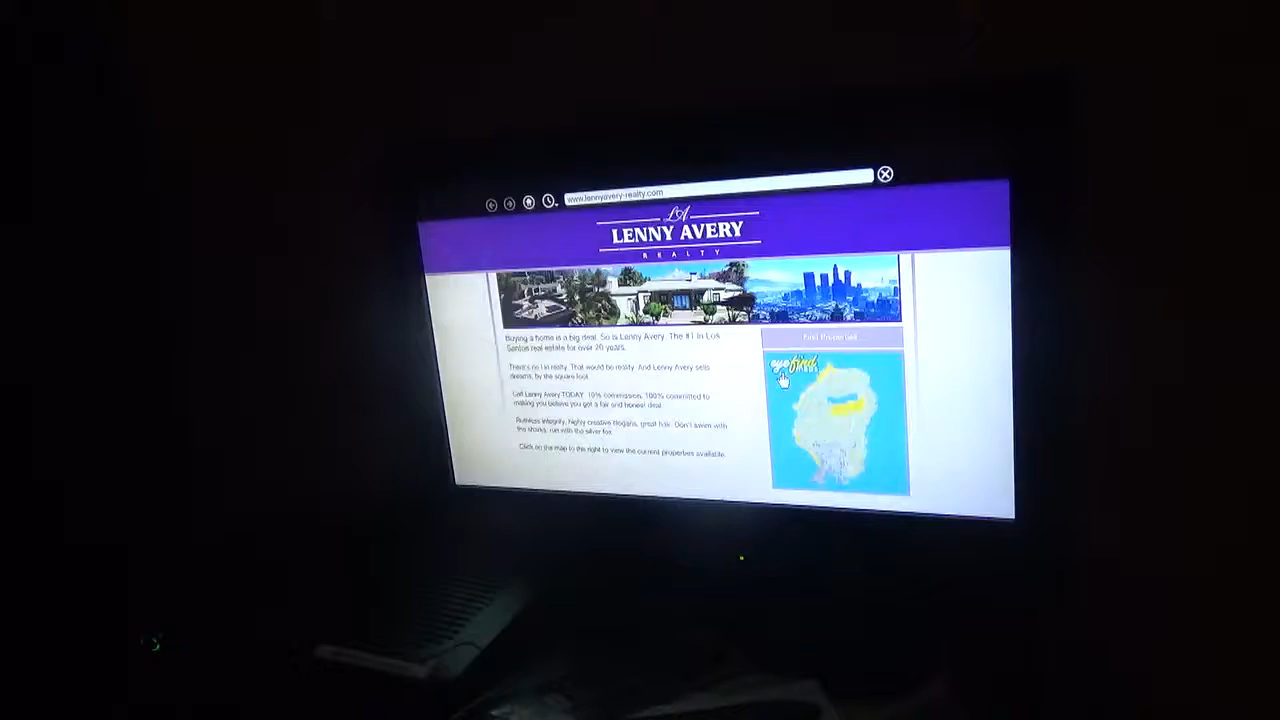 www.lennyavery-realty.com
LA
LENNY AVERY
REALTY
Buying a home is a big deal. So is Lenny Avery. The #1 in Los
Santos real estate for over 20 years.
There's no I in realty. That would be reality. And Lenny Avery sells
dreams, by the square foot.
Call Lenny Avery TODAY. 10% commission. 100% committed to
making you believe you got a fair and honest deal.
Ruthless integrity, highly creative slogans, great hair. Don't swim with
the sharks, run with the silver fox.
Click on the map to the right to view the current properties available.
Find Properties
eyefind